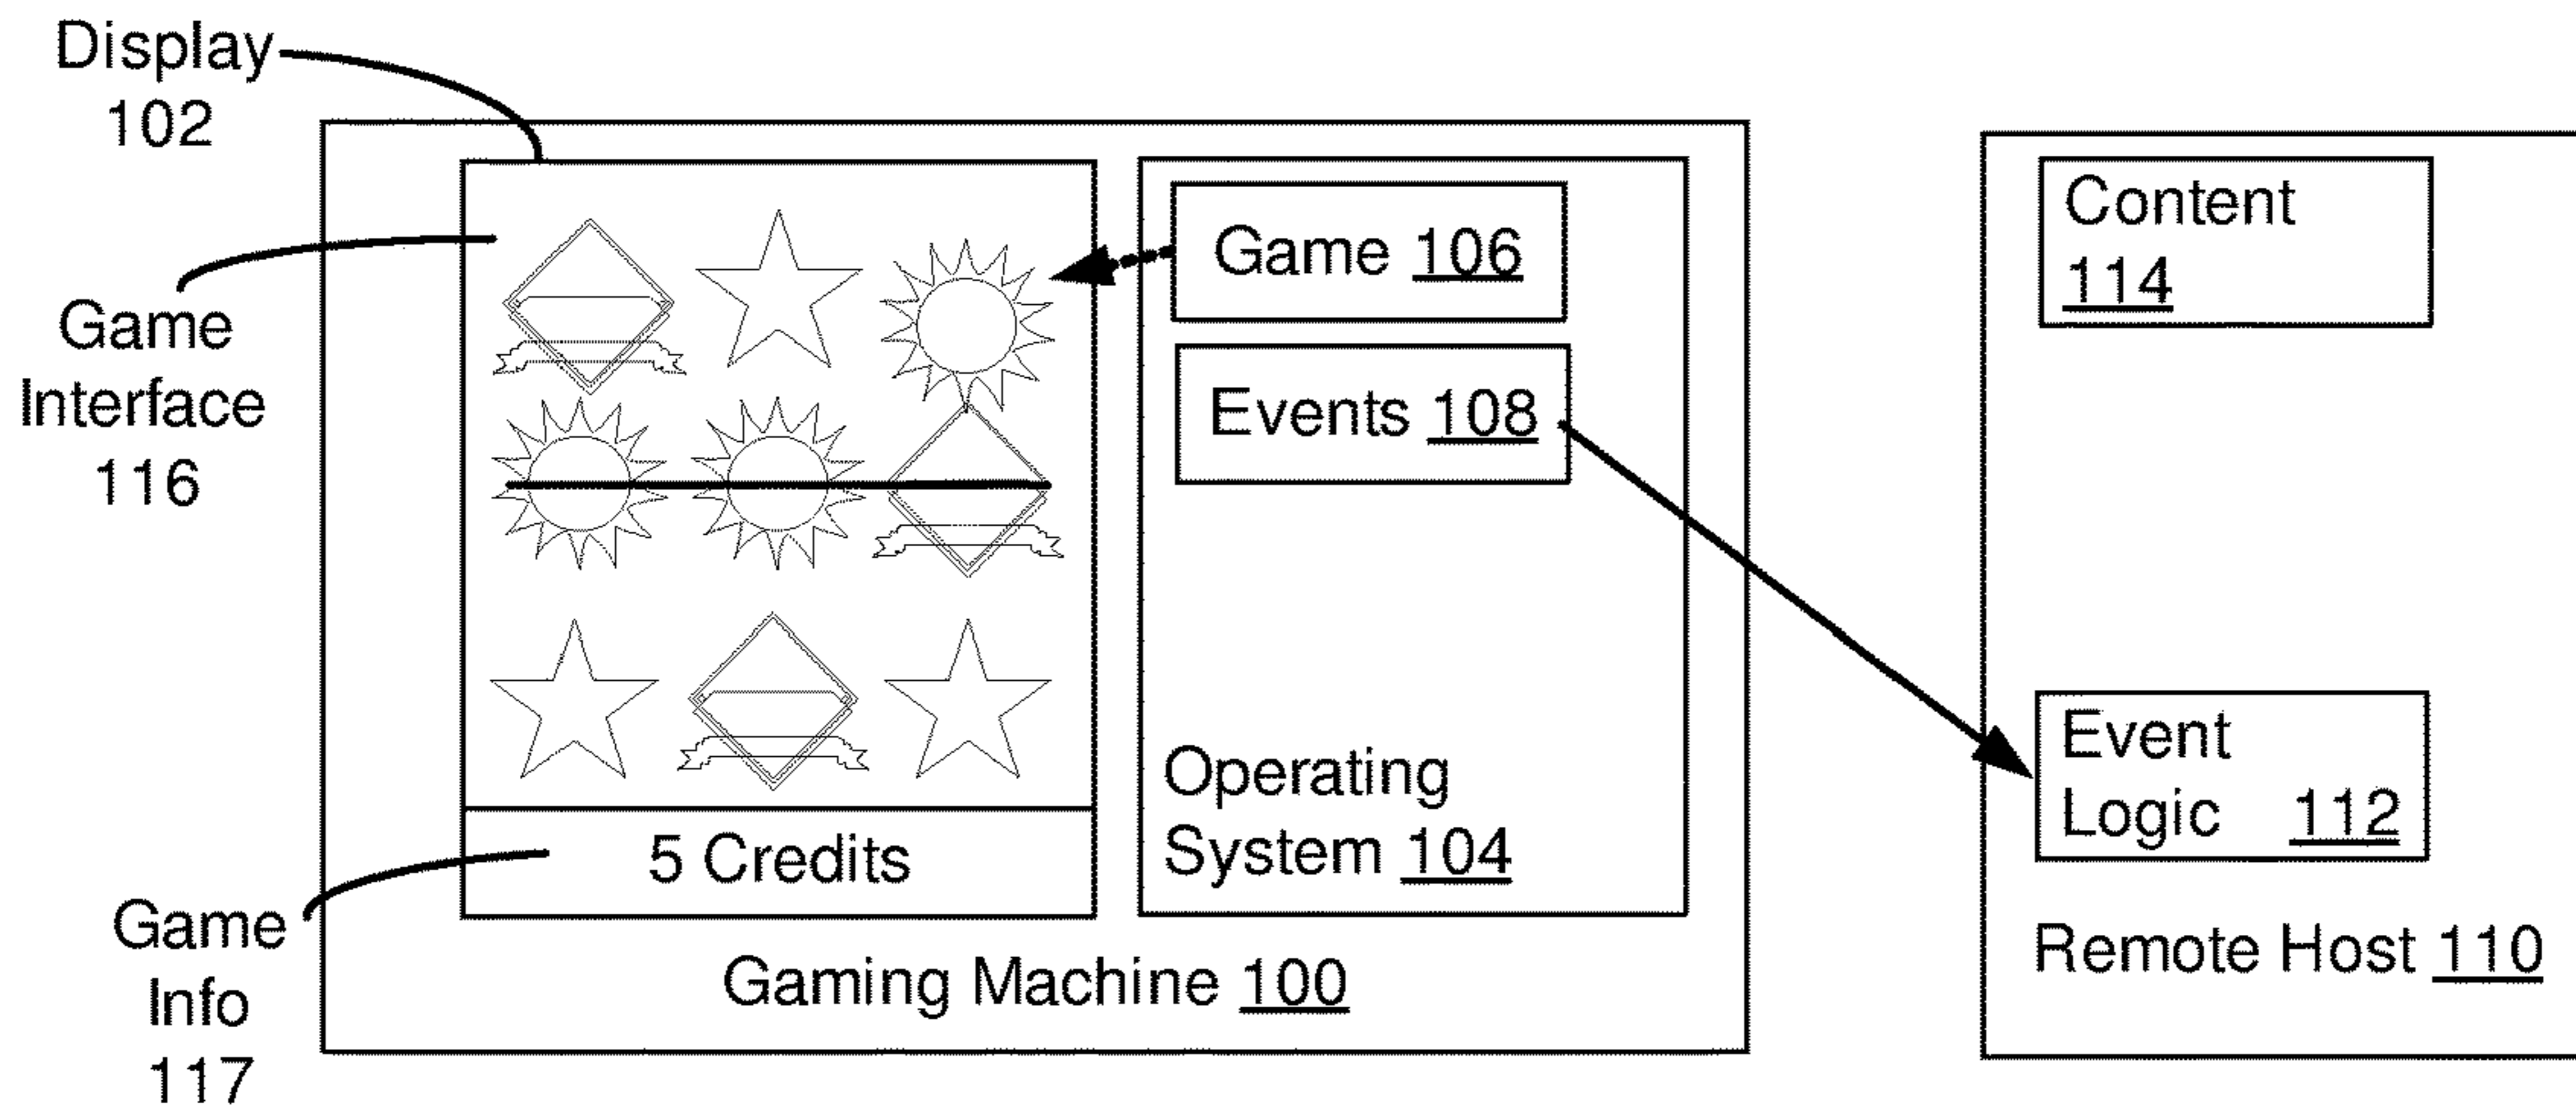 Display
102
Game
Interface
116
Game
Info
117
5 Credits
Game 106
Events 108
Operating
System 104
Gaming Machine 100
Content
114
Event
Logic 112
Remote Host 110